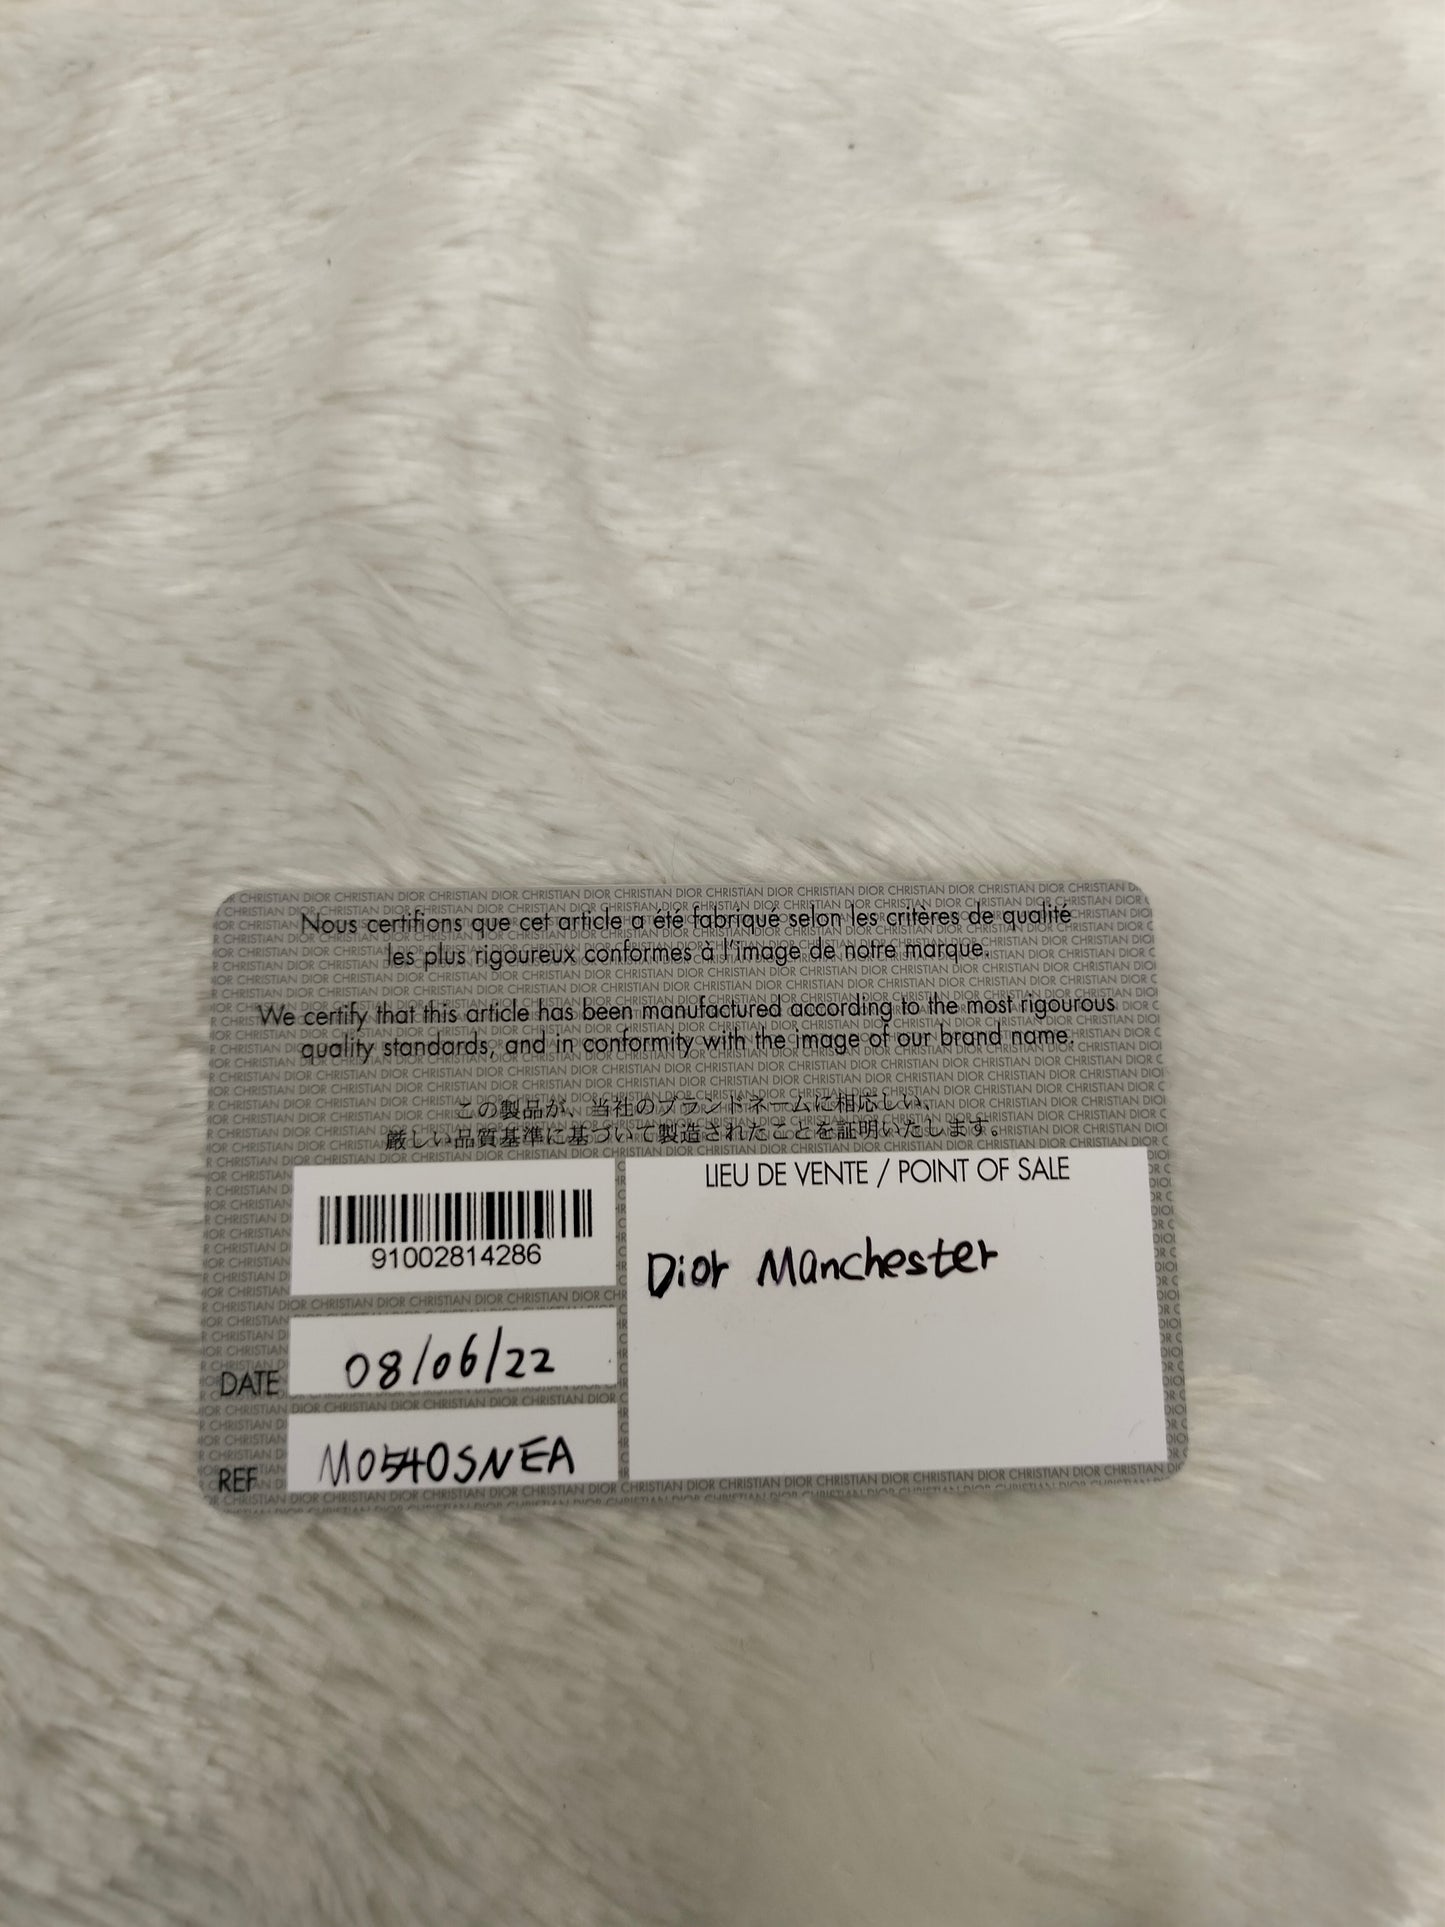 Nous certifions que cet article a été fabriqué selon les critères de qualité
les plus rigoureux conformes à l'image de notre marque.
We certify that this article has been manufactured according to the most rigourous
quality standards, and in conformity with the image of our brand name.
この製品が、当社のブランドネームに相応しい、
厳しい品質基準に基づいて製造されたことを証明いたします。
LIEU DE VENTE / POINT OF SALE
Dior Manchester
91002814286
DATE 08/06/22
REF M0540SNEA